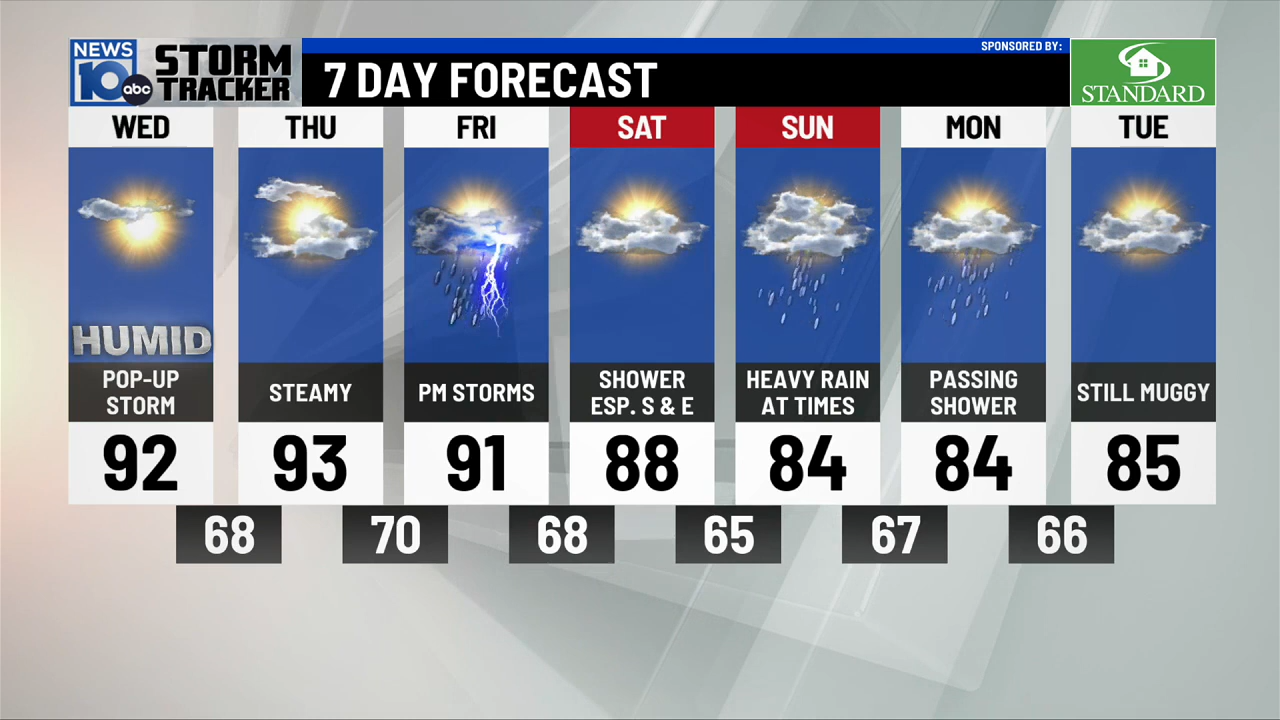 NEWS
10
abc
STORM
TRACKER
SPONSORED BY:
7 DAY FORECAST
STANDARD
WED
THU
FRI
SAT
SUN
MON
TUE
HUMID
POP-UP
STORM
STEAMY
PM STORMS
SHOWER
ESP. S & E
HEAVY RAIN
AT TIMES
PASSING
SHOWER
STILL MUGGY
92
93
91
88
84
84
85
68
70
68
65
67
66